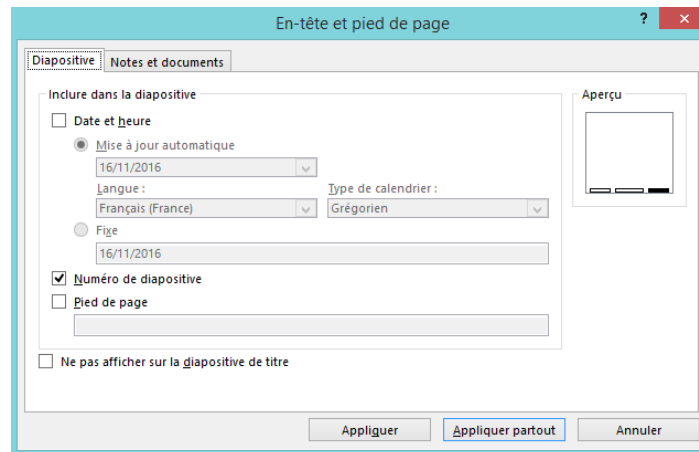 En-tête et pied de page
?
×
Diapositive Notes et documents
Inclure dans la diapositive
Aperçu
Date et heure
Mise à jour automatique
16/11/2016
Langue : Type de calendrier :
Français (France) Grégorien
Fixe
16/11/2016
Numéro de diapositive
Pied de page
Ne pas afficher sur la diapositive de titre
Appliquer Appliquer partout Annuler